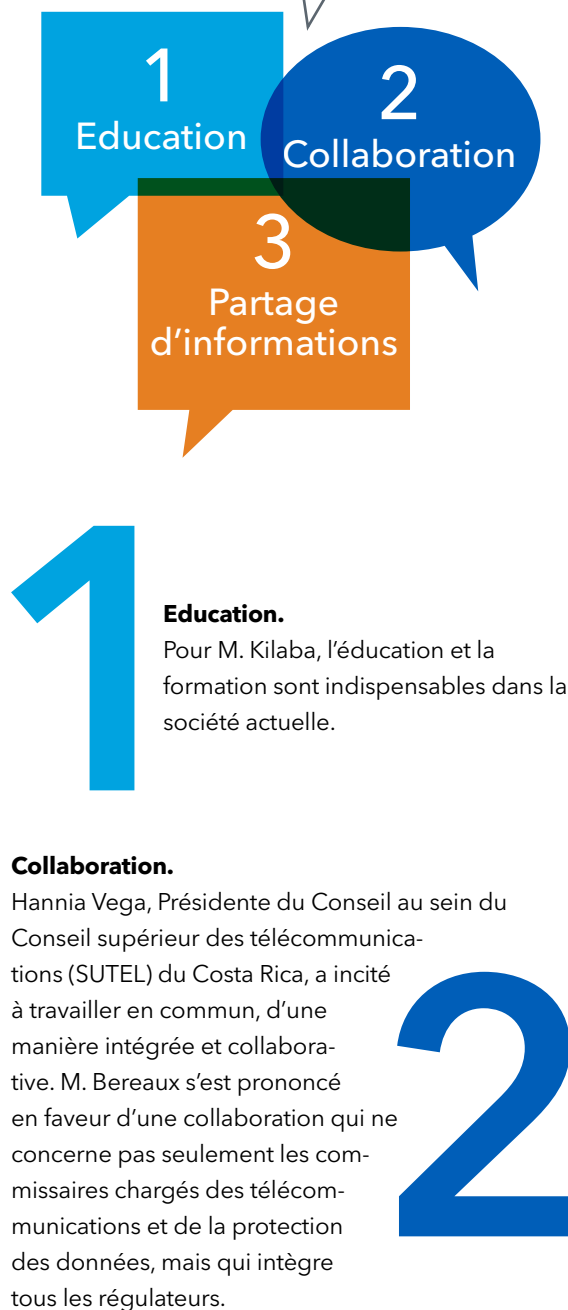 1
Education
2
Collaboration
3
Partage
d’informations
1
Education.
Pour M. Kilaba, l’éducation et la
formation sont indispensables dans la
société actuelle.
Collaboration.
Hannia Vega, Présidente du Conseil au sein du
Conseil supérieur des télécommunica-
tions (SUTEL) du Costa Rica, a incité
à travailler en commun, d’une
manière intégrée et collabora-
tive. M. Bereaux s’est prononcé
en faveur d’une collaboration qui ne
concerne pas seulement les com-
missaires chargés des télécom-
munications et de la protection
des données, mais qui intègre
tous les régulateurs.
2